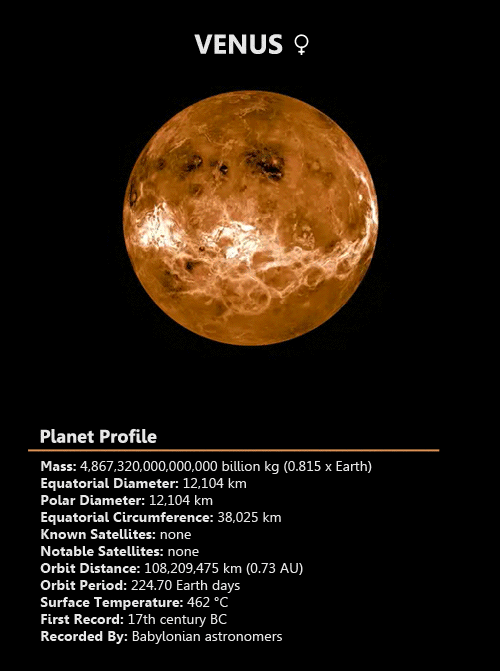 VENUS ♀
Planet Profile
Mass: 4,867,320,000,000,000 billion kg (0.815 x Earth)
Equatorial Diameter: 12,104 km
Polar Diameter: 12,104 km
Equatorial Circumference: 38,025 km
Known Satellites: none
Notable Satellites: none
Orbit Distance: 108,209,475 km (0.73 AU)
Orbit Period: 224.70 Earth days
Surface Temperature: 462 °C
First Record: 17th century BC
Recorded By: Babylonian astronomers